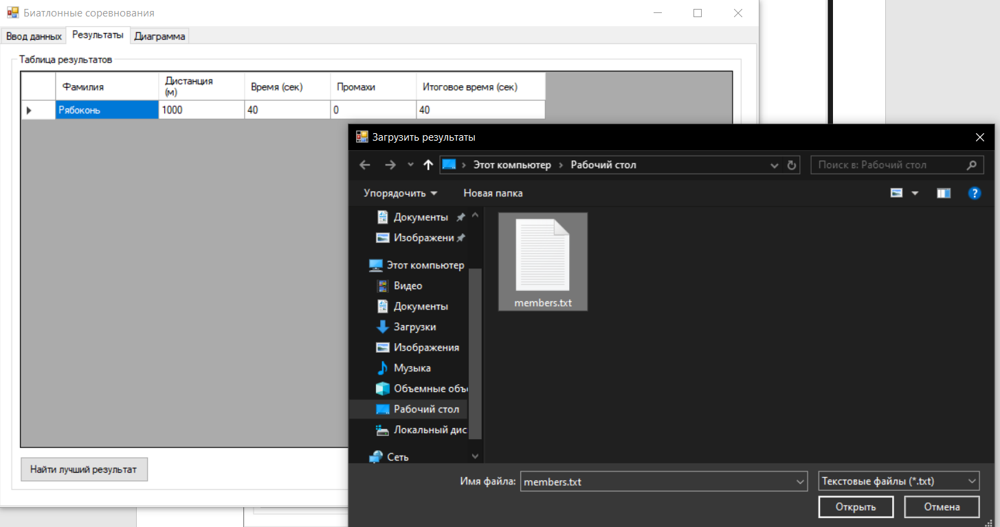 Биатлонные соревнования
Ввод данных Результаты Диаграмма
Таблица результатов
Фамилия Дистанция (м) Время (сек) Промахи Итоговое время (сек)
Рябоконь 1000 40 0 40
Найти лучший результат
Загрузить результаты
Этот компьютер Рабочий стол
Поиск в: Рабочий стол
Упорядочить Новая папка
Документы
Изображени
Этот компьютер
Видео
Документы
Загрузки
Изображения
Музыка
Объемные объ
Рабочий стол
Локальный дис
Сеть
members.txt
Имя файла: members.txt Текстовые файлы (*.txt)
Открыть Отмена